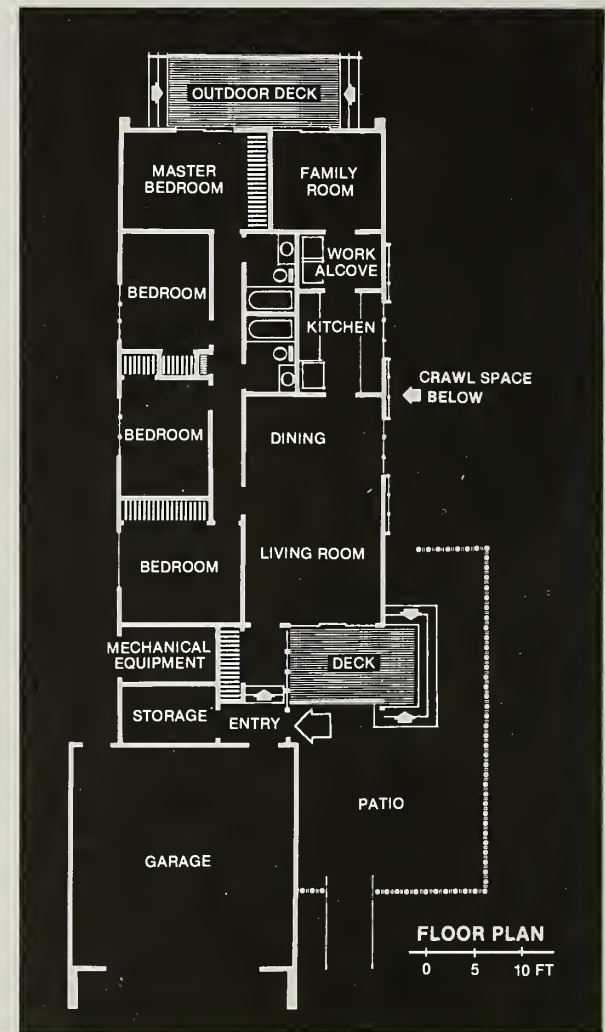 OUTDOOR DECK
MASTER
BEDROOM
FAMILY
ROOM
WORK
ALCOVE
BEDROOM
KITCHEN
CRAWL SPACE
BELOW
BEDROOM
DINING
BEDROOM
LIVING ROOM
MECHANICAL
EQUIPMENT
DECK
STORAGE
ENTRY
PATIO
GARAGE
FLOOR PLAN
0 5 10 FT